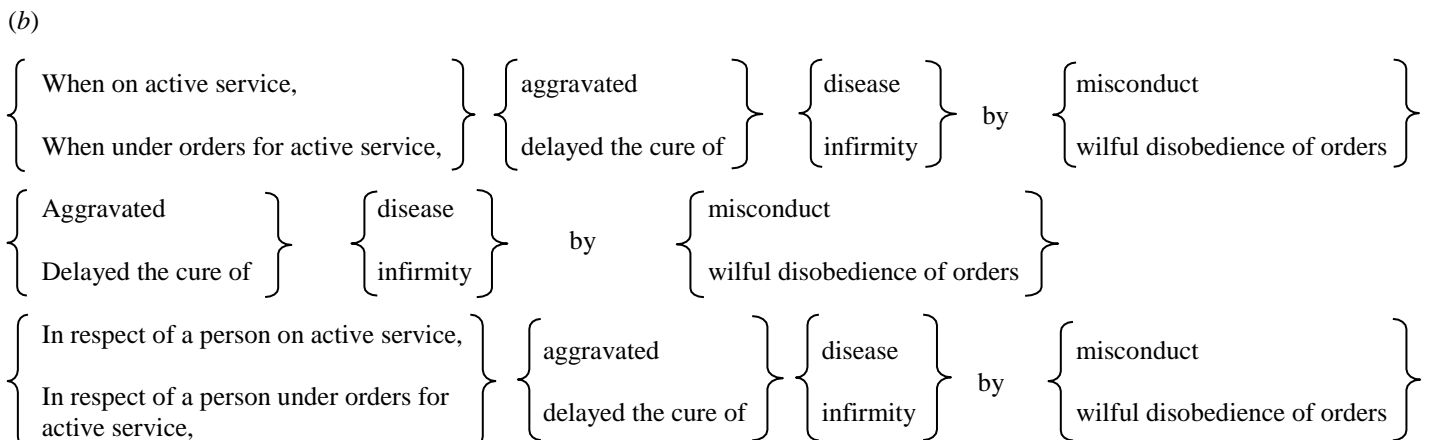 (b)
When on active service, aggravated disease misconduct
by
When under orders for active service, delayed the cure of infirmity wilful disobedience of orders
Aggravated disease misconduct
by
Delayed the cure of infirmity wilful disobedience of orders
In respect of a person on active service,
aggravated disease misconduct
by
In respect of a person under orders for
delayed the cure of infirmity wilful disobedience of orders
active service,